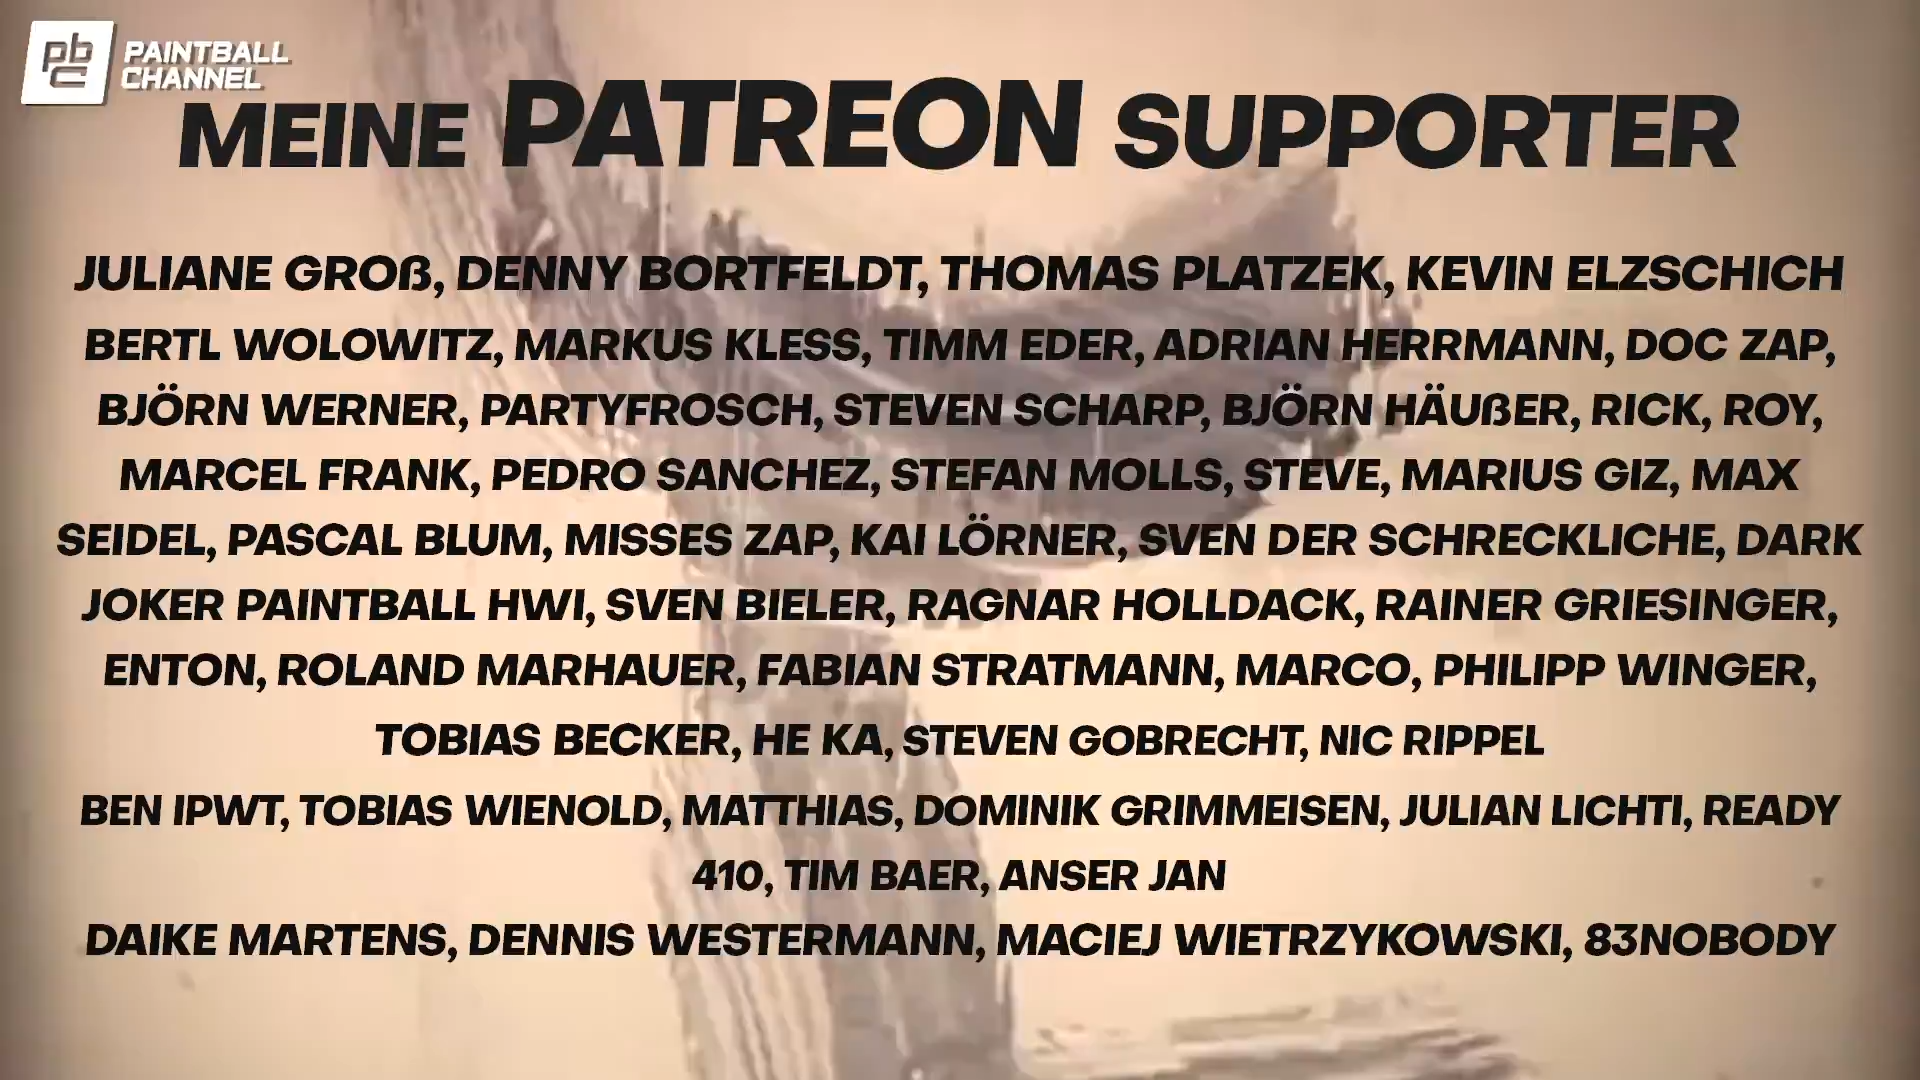 pbc PAINTBALL
CHANNEL
MEINE PATREON SUPPORTER
JULIANE GROß, DENNY BORTFELDT, THOMAS PLATZEK, KEVIN ELZSCHICH
BERTL WOLOWITZ, MARKUS KLESS, TIMM EDER, ADRIAN HERRMANN, DOC ZAP,
BJÖRN WERNER, PARTYFROSCH, STEVEN SCHARP, BJÖRN HÄUßER, RICK, ROY,
MARCEL FRANK, PEDRO SANCHEZ, STEFAN MOLLS, STEVE, MARIUS GIZ, MAX
SEIDEL, PASCAL BLUM, MISSES ZAP, KAI LÖRNER, SVEN DER SCHRECKLICHE, DARK
JOKER PAINTBALL HWI, SVEN BIELER, RAGNAR HOLLDACK, RAINER GRIESINGER,
ENTON, ROLAND MARHAUER, FABIAN STRATMANN, MARCO, PHILIPP WINGER,
TOBIAS BECKER, HE KA, STEVEN GOBRECHT, NIC RIPPEL
BEN IPWT, TOBIAS WIENOLD, MATTHIAS, DOMINIK GRIMMEISEN, JULIAN LICHTI, READY
410, TIM BAER, ANSER JAN
DAIKE MARTENS, DENNIS WESTERMANN, MACIEJ WIETRZYKOWSKI, 83NOBODY